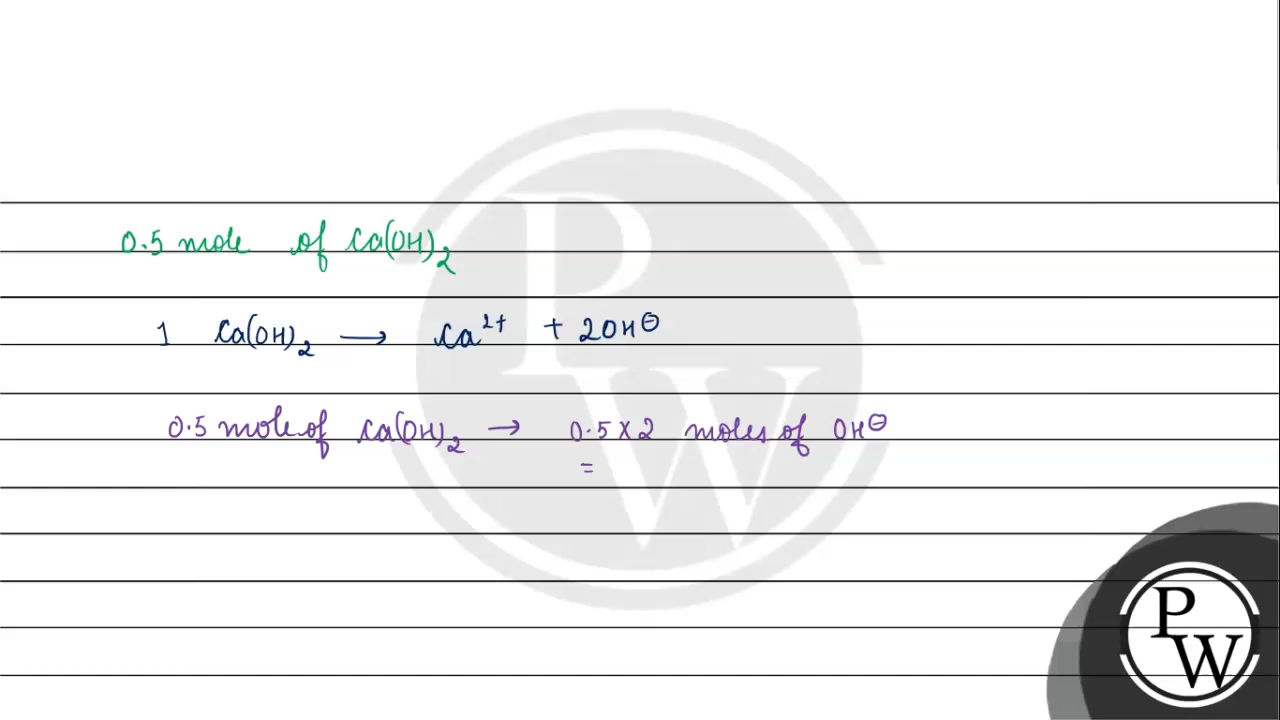 0.5 mole of Ca(OH)₂
1 Ca(OH)₂ → Ca²⁺ + 2OH⊖
0.5 mole of Ca(OH)₂ → 0.5×2 moles of OH⊖
=
P
W
P
W